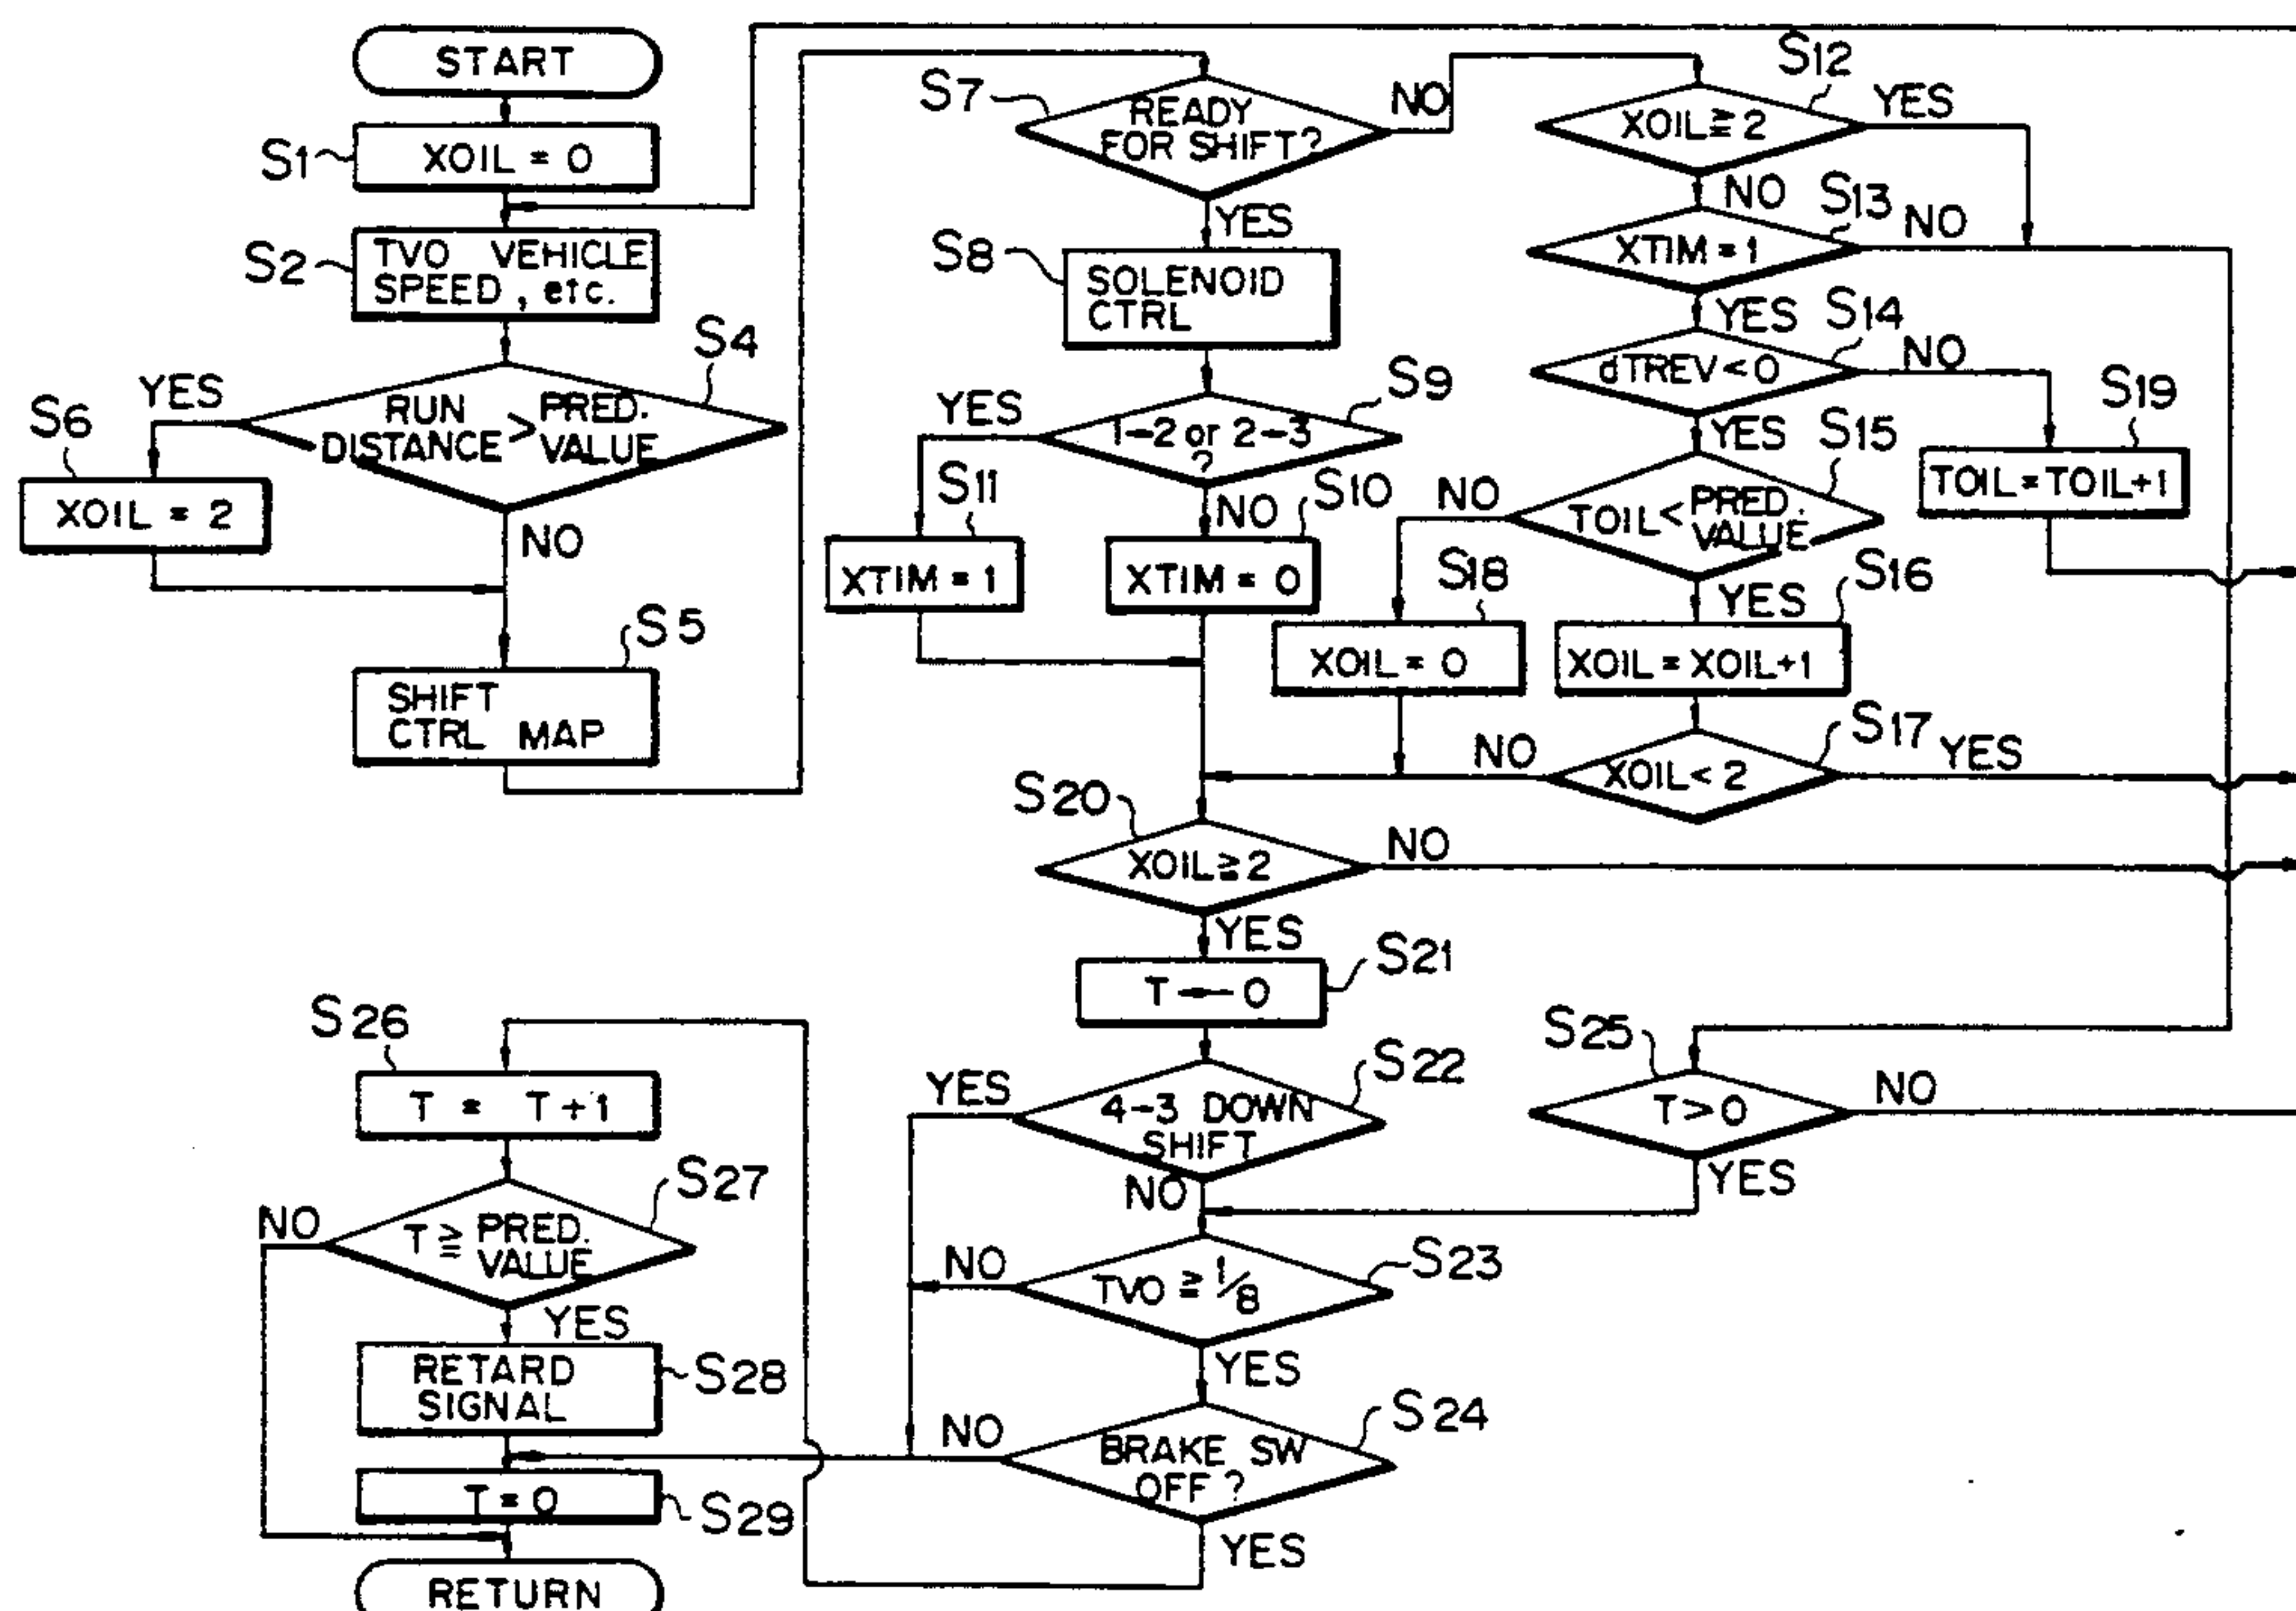 START
S1
XOIL = 0
S2
TVO VEHICLE
SPEED, etc.
S4
YES
RUN
DISTANCE > PRED.
VALUE
S6
XOIL = 2
NO
S5
SHIFT
CTRL MAP
S7
READY
FOR SHIFT?
NO
YES
S8
SOLENOID
CTRL
S9
YES
1-2 or 2-3
?
S11
NO
S10
XTIM = 1
XTIM = 0
S12
XOIL ≧ 2
YES
NO
S13
XTIM = 1
NO
YES
S14
dTREV < 0
NO
YES
S15
S19
TOIL = TOIL+1
NO
TOIL < PRED.
VALUE
S18
YES
S16
XOIL = 0
XOIL = XOIL+1
S17
NO
XOIL < 2
YES
S20
XOIL ≧ 2
NO
YES
S21
T ← 0
S22
YES
4-3 DOWN
SHIFT
NO
S25
T > 0
NO
YES
S23
NO
TVO ≧ 1/8
YES
S24
NO
BRAKE SW
OFF?
YES
S26
T = T+1
S27
NO
T ≧ PRED.
VALUE
YES
RETARD
SIGNAL
S28
T = 0
S29
RETURN